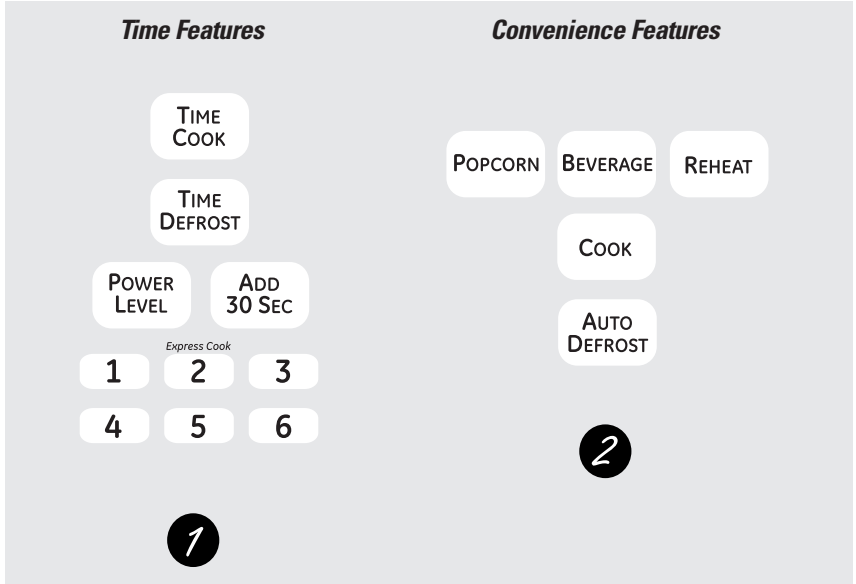 Time Features
TIME
COOK
TIME
DEFROST
POWER
LEVEL
ADD
30 SEC
Express Cook
1 2 3
4 5 6
1
Convenience Features
POPCORN BEVERAGE REHEAT
COOK
AUTO
DEFROST
2